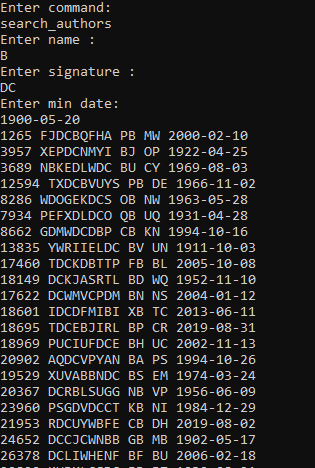 Enter command:
search_authors
Enter name :
B
Enter signature :
DC
Enter min date:
1900-05-20
1265 FJDCBQFHA PB MW 2000-02-10
3957 XEPDCNMYI BJ OP 1922-04-25
3689 NBKEDLWDC BU CY 1969-08-03
12594 TXDCBVUYS PB DE 1966-11-02
8286 WDOGEKDCS OB NW 1963-05-28
7934 PEFXDLDCO QB UQ 1931-04-28
8662 GDMWDCDBP CB KN 1994-10-16
13835 YWRIIELDC BV UN 1911-10-03
17460 TDCKDBTTP FB BL 2005-10-08
18149 DCKJASRTL BD WQ 1952-11-10
17622 DCWMVCPDM BN NS 2004-01-12
18601 IDCDFMIBI XB TC 2013-06-11
18695 TDCEBJIRL BP CR 2019-08-31
18969 PUCIUFDCE BH UC 2002-11-13
20902 AQDCVPYAN BA PS 1994-10-26
19529 XUVABBNDC BS EM 1974-03-24
20367 DCRBLSUGG NB VP 1956-06-09
23960 PSGDVDCCT KB NI 1984-12-29
21953 RDCUYWBFE CB DH 2019-08-02
24652 DCCJCWNBB GB MB 1902-05-17
26378 DCLIWHENF BF BU 2006-02-18